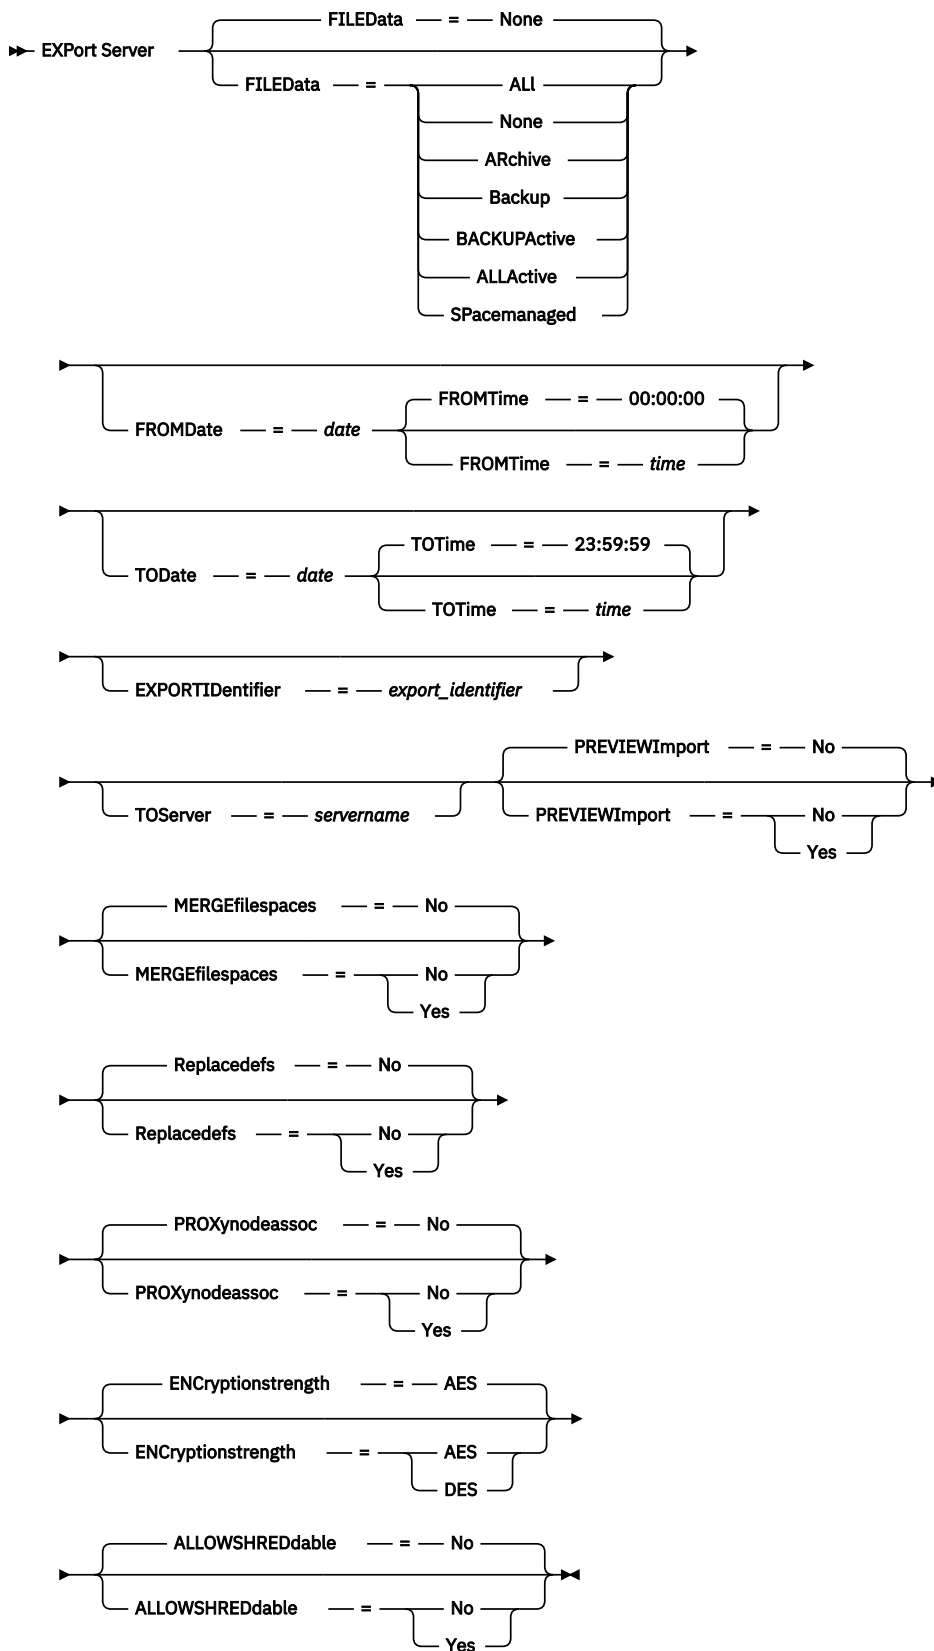 FILEData = None
EXPort Server
FILEData = ALl
None
ARchive
Backup
BACKUPActive
ALLActive
SPacemanaged
FROMTime = 00:00:00
FROMDate = date
FROMTime = time
TOTime = 23:59:59
TODate = date
TOTime = time
EXPORTIDentifier = export_identifier
PREVIEWImport = No
TOServer = servername PREVIEWImport = No
Yes
MERGEfilespaces = No
MERGEfilespaces = No
Yes
Replacedefs = No
Replacedefs = No
Yes
PROXynodeassoc = No
PROXynodeassoc = No
Yes
ENCryptionstrength = AES
ENCryptionstrength = AES
DES
ALLOWSHREDdable = No
ALLOWSHREDdable = No
Yes